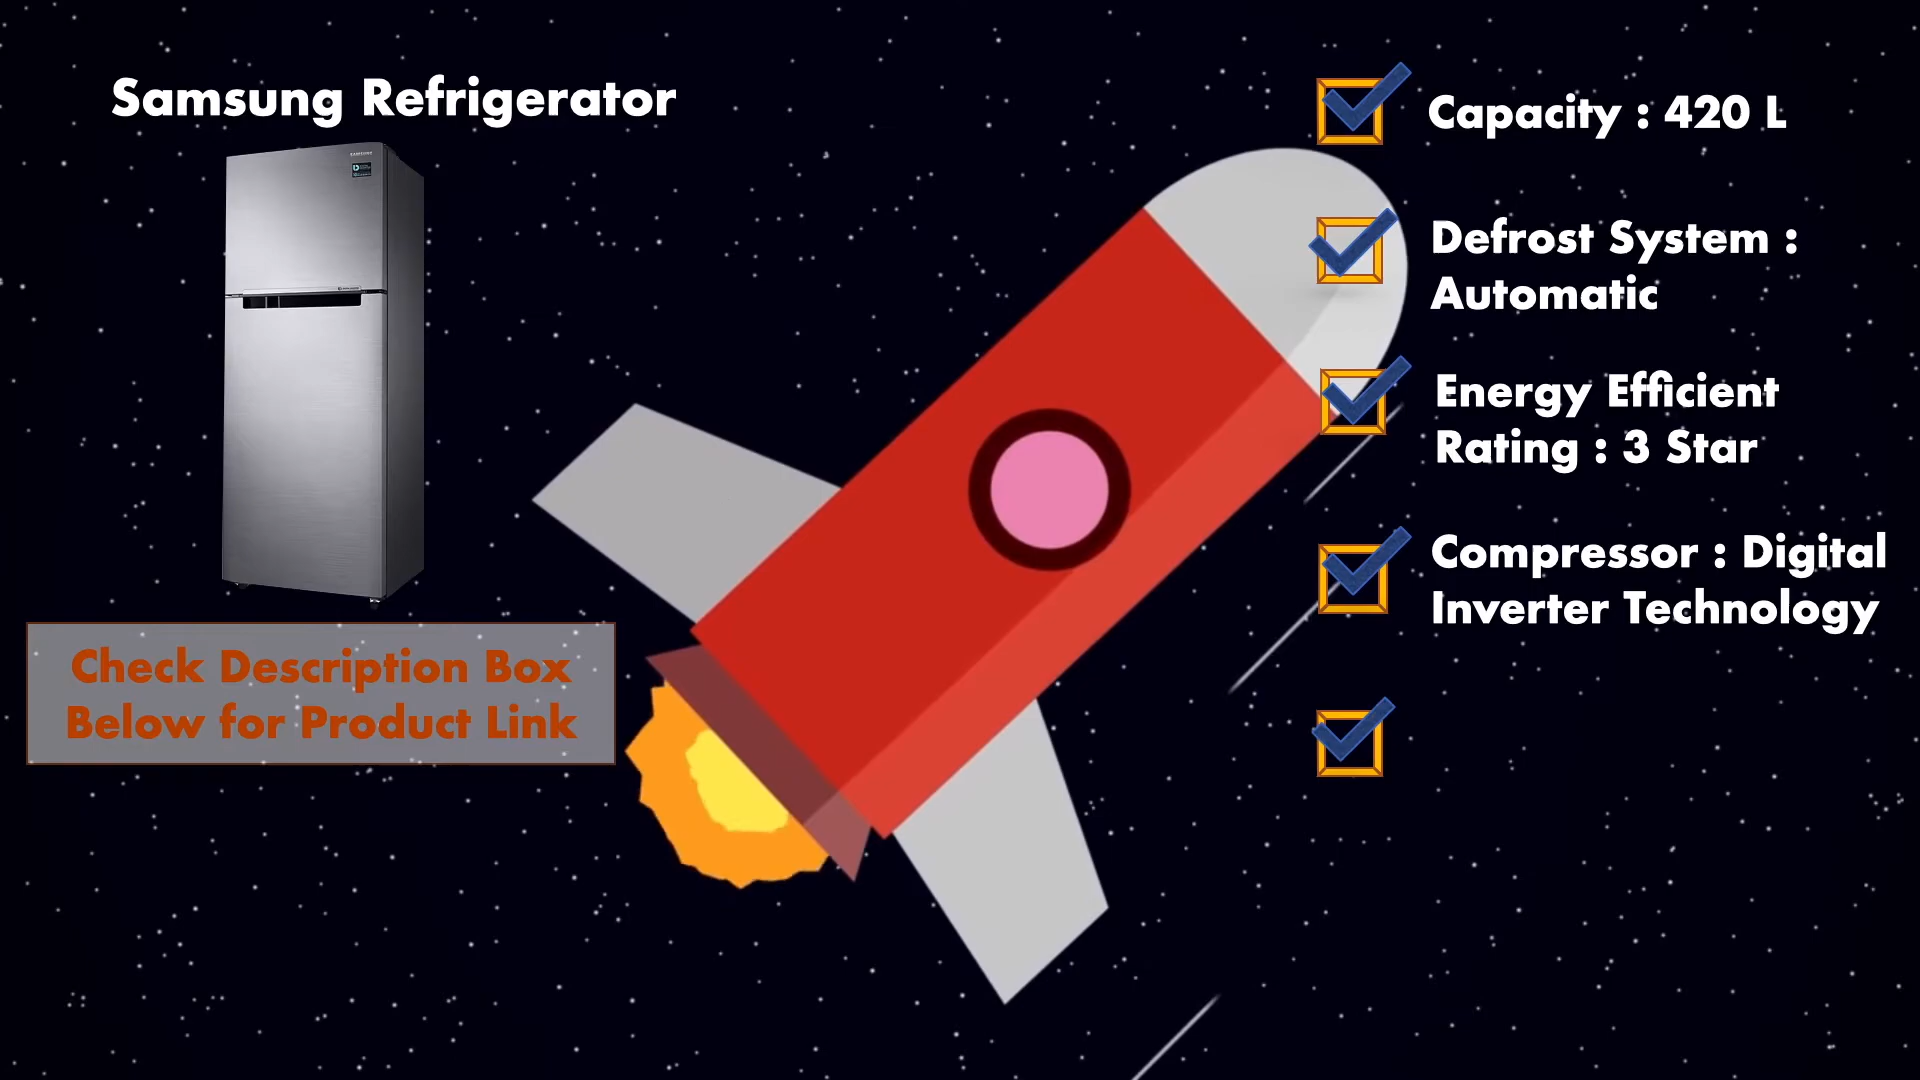 Samsung Refrigerator
SAMSUNG
Check Description Box
Below for Product Link
Capacity : 420 L
Defrost System :
Automatic
Energy Efficient
Rating : 3 Star
Compressor : Digital
Inverter Technology